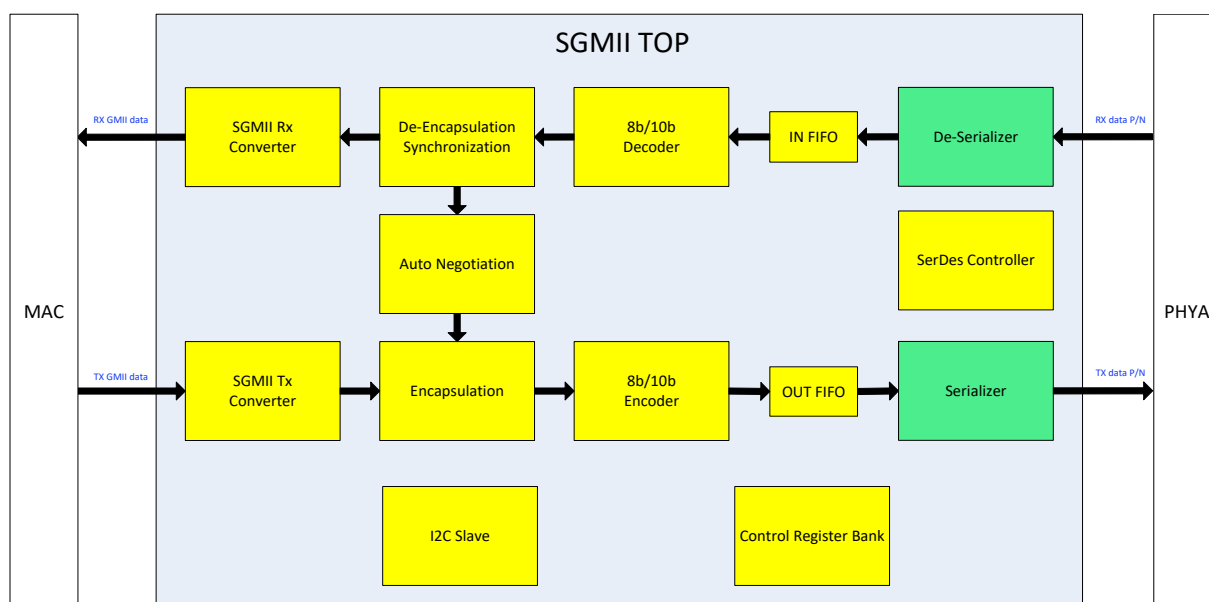 SGMII TOP
RX GMII data
SGMII Rx
Converter
De-Encapsulation
Synchronization
8b/10b
Decoder
IN FIFO
De-Serializer
RX data P/N
Auto Negotiation
SerDes Controller
MAC
PHYA
TX GMII data
SGMII Tx
Converter
Encapsulation
8b/10b
Encoder
OUT FIFO
Serializer
TX data P/N
I2C Slave
Control Register Bank